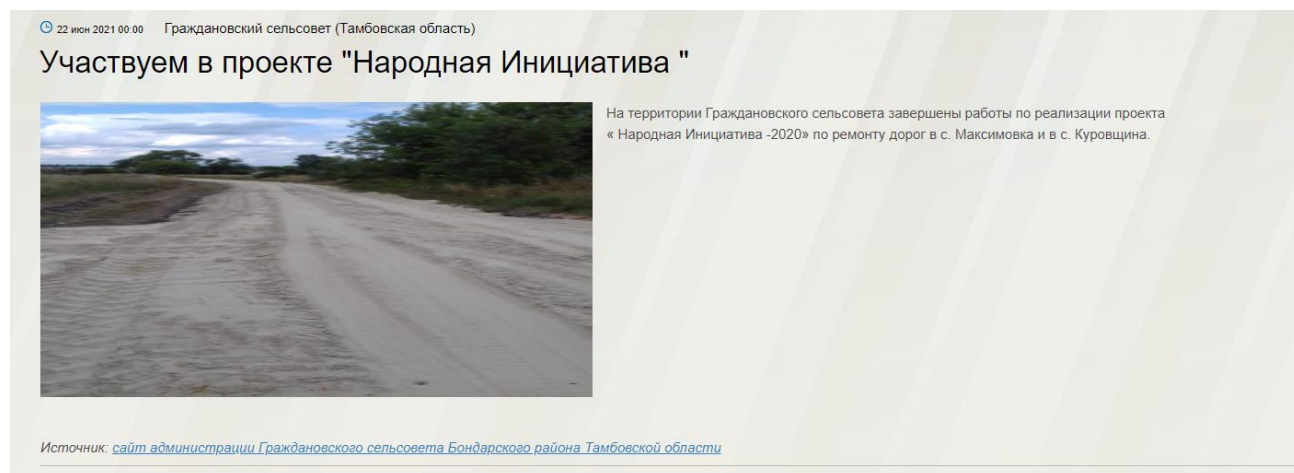 22 июн 2021 00:00 Граждановский сельсовет (Тамбовская область)
Участвуем в проекте "Народная Инициатива "
На территории Граждановского сельсовета завершены работы по реализации проекта
« Народная Инициатива -2020» по ремонту дорог в с. Максимовка и в с. Куровщина.
Источник: сайт администрации Граждановского сельсовета Бондарского района Тамбовской области